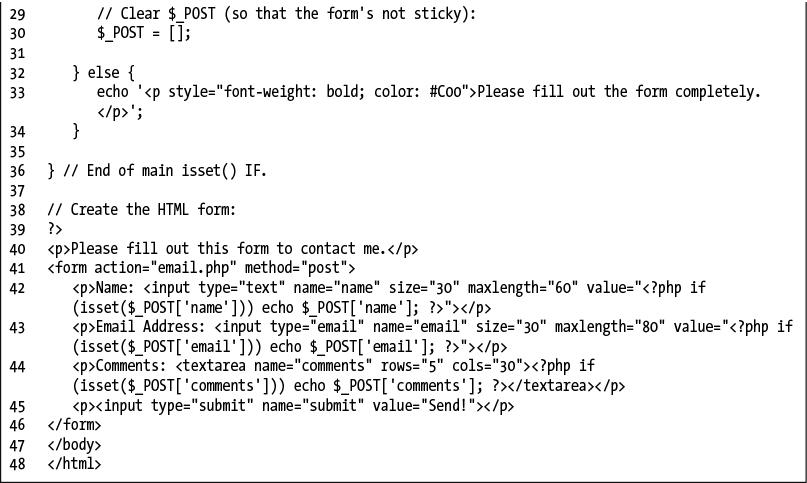 29 // Clear $_POST (so that the form's not sticky):
30 $_POST = [];
31
32 } else {
33 echo '<p style="font-weight: bold; color: #C00">Please fill out the form completely.
</p>';
34 }
35
36 } // End of main isset() IF.
37
38 // Create the HTML form:
39 ?>
40 <p>Please fill out this form to contact me.</p>
41 <form action="email.php" method="post">
42 <p>Name: <input type="text" name="name" size="30" maxlength="60" value="<?php if
(isset($_POST['name'])) echo $_POST['name']; ?>"></p>
43 <p>Email Address: <input type="email" name="email" size="30" maxlength="80" value="<?php if
(isset($_POST['email'])) echo $_POST['email']; ?>"></p>
44 <p>Comments: <textarea name="comments" rows="5" cols="30"><?php if
(isset($_POST['comments'])) echo $_POST['comments']; ?></textarea></p>
45 <p><input type="submit" name="submit" value="Send!"></p>
46 </form>
47 </body>
48 </html>